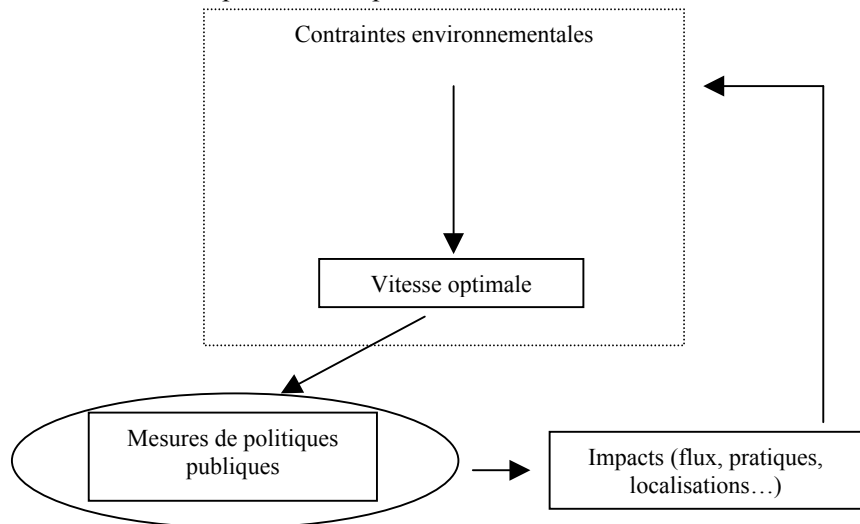 Contraintes environnementales
Vitesse optimale
Mesures de politiques
publiques
Impacts (flux, pratiques,
localisations…)